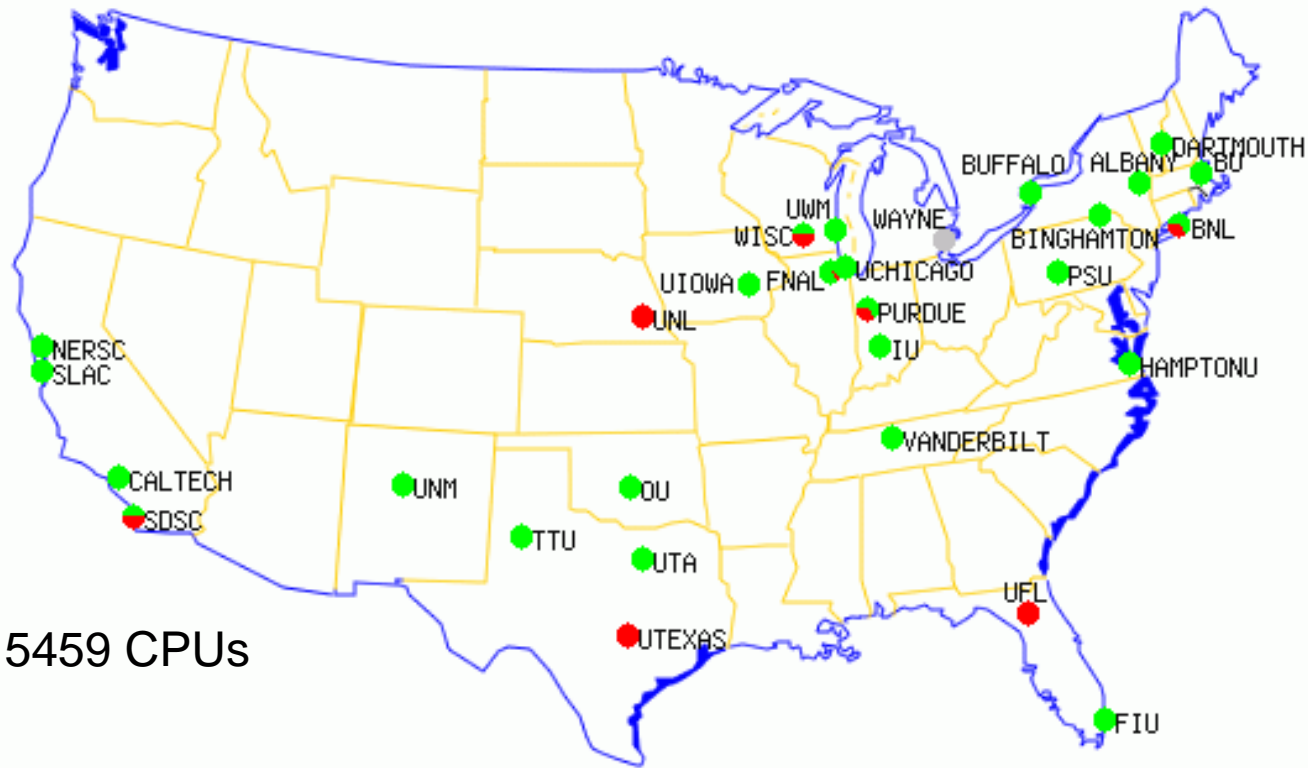 DARTMOUTH
BUFFALO
ALBANY
BU
UWM
WAYNE
WISC
BINGHAMTON
BNL
UIOWA
FNAL
UCHICAGO
PSU
UNL
PURDUE
NERSC
IU
SLAC
HAMPTONU
VANDERBILT
CALTECH
UNM
OU
SDSC
TTU
UTA
UFL
UTEXAS
5459 CPUs
FIU